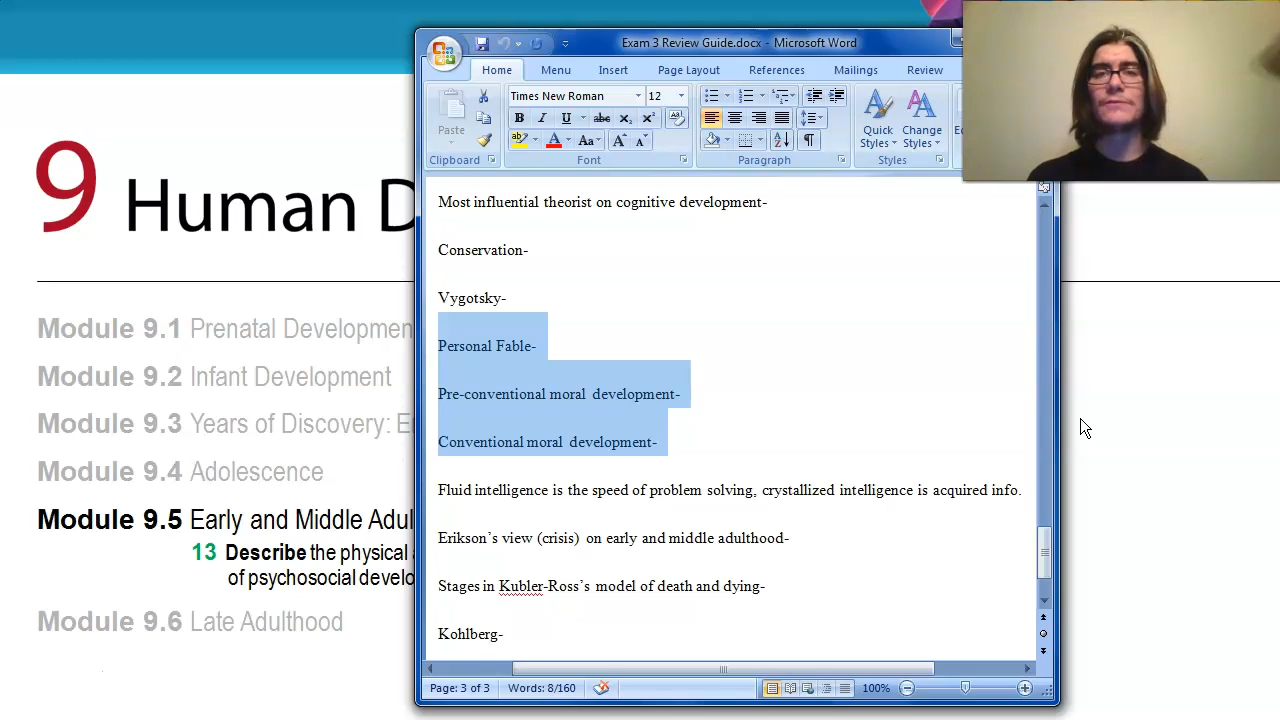 9 Human D
Module 9.1 Prenatal Developmen
Module 9.2 Infant Development
Module 9.3 Years of Discovery: E
Module 9.4 Adolescence
Module 9.5 Early and Middle Adul
13 Describe the physical a
of psychosocial develo
Module 9.6 Late Adulthood
Exam 3 Review Guide.docx - Microsoft Word
Home Menu Insert Page Layout References Mailings Review
Paste
Clipboard
Times New Roman 12
B I U abc x₂ x² Aa
Font
Paragraph
Quick Styles
Change Styles
Styles
Most influential theorist on cognitive development-
Conservation-
Vygotsky-
Personal Fable-
Pre-conventional moral development-
Conventional moral development-
Fluid intelligence is the speed of problem solving, crystallized intelligence is acquired info.
Erikson’s view (crisis) on early and middle adulthood-
Stages in Kubler-Ross’s model of death and dying-
Kohlberg-
Page: 3 of 3 Words: 8/160 100%